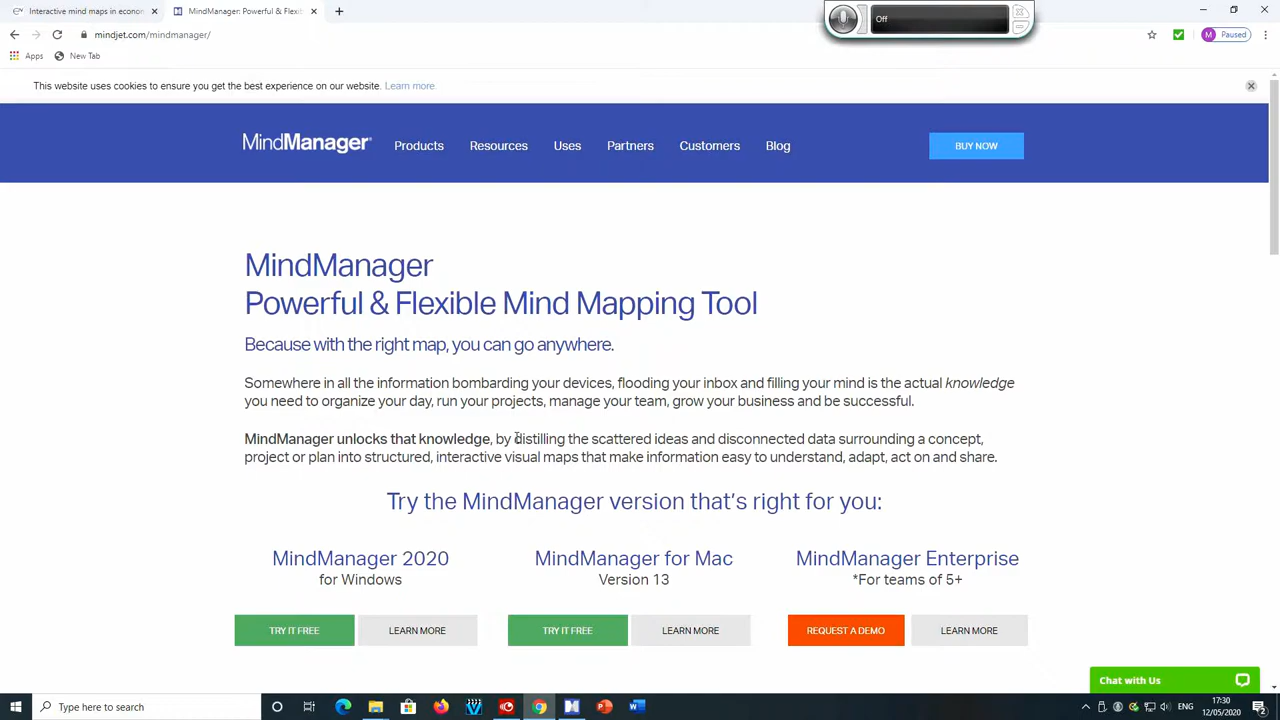 Interactive mind maps in econom
MindManager: Powerful & Flexib
Off
mindjet.com/mindmanager/
M
Paused
Apps
New Tab
This website uses cookies to ensure you get the best experience on our website. Learn more
MindManager
Products
Resources
Uses
Partners
Customers
Blog
BUY NOW
MindManager
Powerful & Flexible Mind Mapping Tool
Because with the right map, you can go anywhere.
Somewhere in all the information bombarding your devices, flooding your inbox and filling your mind is the actual knowledge
you need to organize your day, run your projects, manage your team, grow your business and be successful.
MindManager unlocks that knowledge, by distilling the scattered ideas and disconnected data surrounding a concept,
project or plan into structured, interactive visual maps that make information easy to understand, adapt, act on and share.
Try the MindManager version that's right for you:
MindManager 2020
for Windows
TRY IT FREE
LEARN MORE
MindManager for Mac
Version 13
TRY IT FREE
LEARN MORE
MindManager Enterprise
*For teams of 5+
REQUEST A DEMO
LEARN MORE
Chat with Us
Type here to search
ENG
17:30
12/05/2020